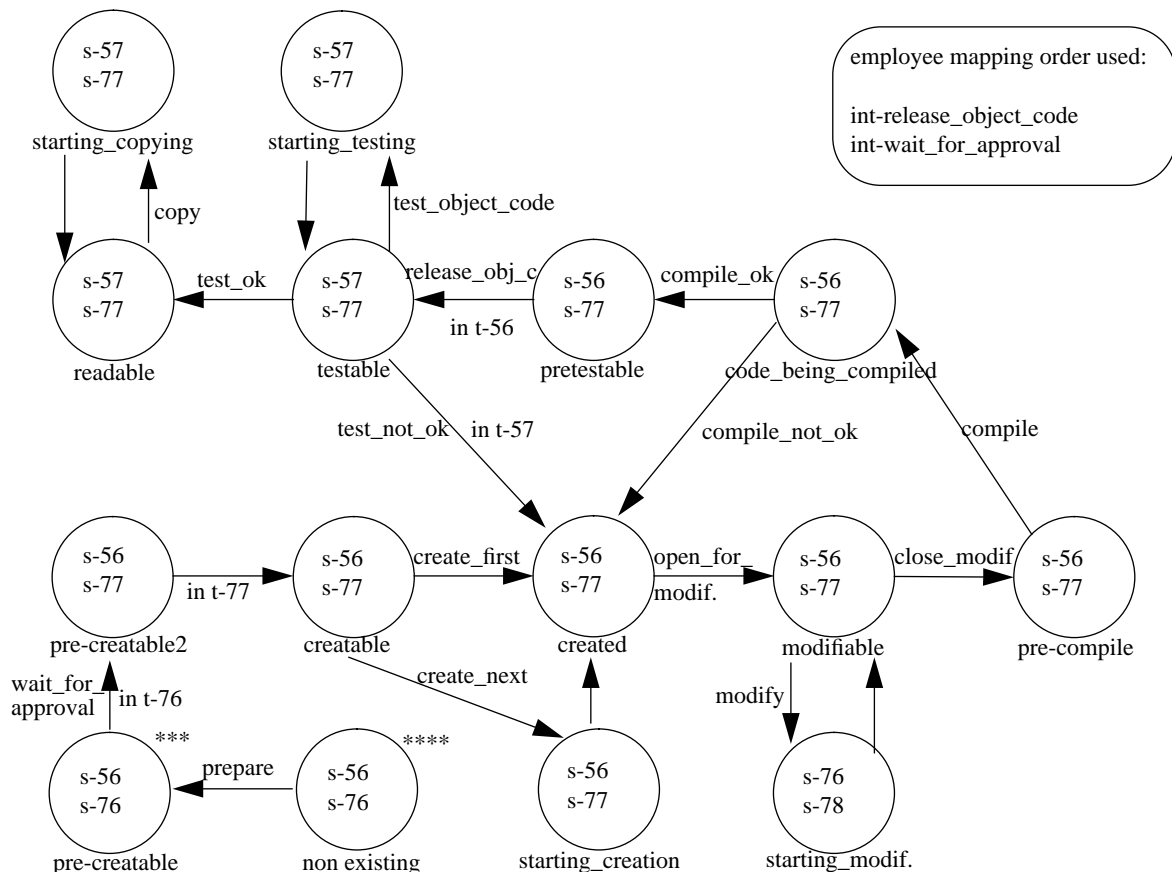 s-57
s-77
starting_copying
s-57
s-77
starting_testing
employee mapping order used:
int-release_object_code
int-wait_for_approval
copy
test_object_code
s-57
s-77
readable
test_ok
s-57
s-77
testable
release_obj_c
in t-56
s-56
s-77
pretestable
compile_ok
s-56
s-77
code_being_compiled
test_not_ok
in t-57
compile_not_ok
compile
s-56
s-77
pre-creatable2
in t-77
s-56
s-77
creatable
create_first
s-56
s-77
created
open_for_
modif.
s-56
s-77
modifiable
close_modif
s-56
s-77
pre-compile
wait_for_
approval
in t-76
create_next
modify
***
s-56
s-76
pre-creatable
prepare
****
s-56
s-76
non existing
s-56
s-77
starting_creation
s-76
s-78
starting_modif.